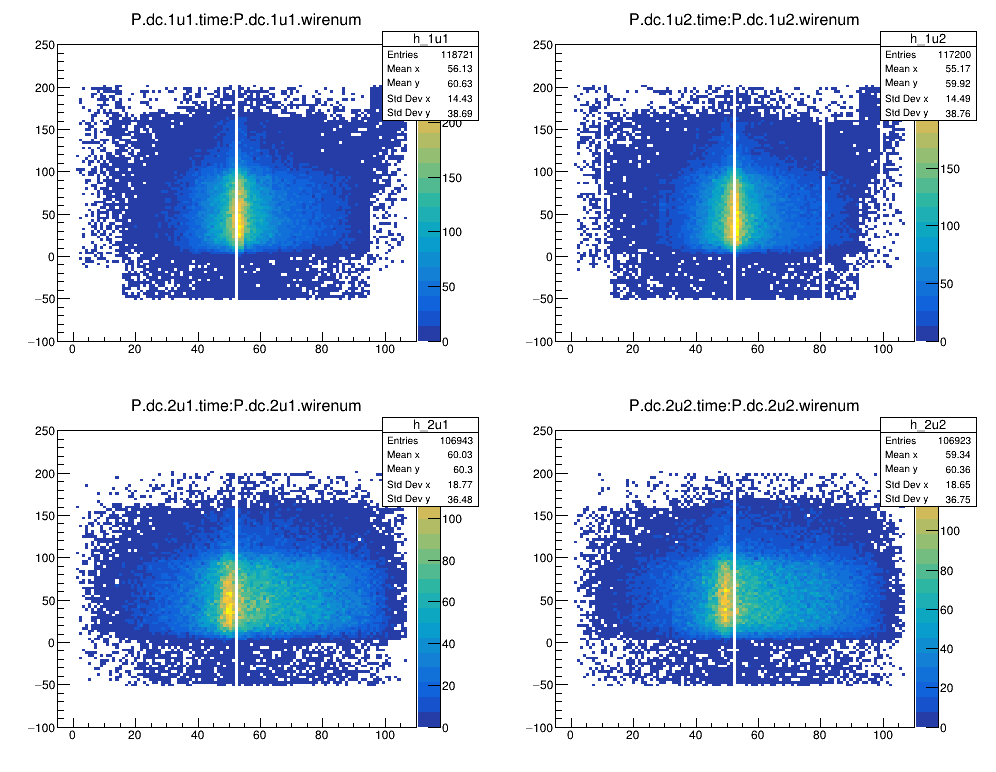 P.dc.1u1.time:P.dc.1u1.wirenum
h_1u1
Entries 118721
Mean x 56.13
Mean y 60.63
Std Dev x 14.43
Std Dev y 38.69
250
200
150
100
50
0
−50
−100
0 20 40 60 80 100
200
150
100
50
0
P.dc.1u2.time:P.dc.1u2.wirenum
h_1u2
Entries 117200
Mean x 55.17
Mean y 59.92
Std Dev x 14.49
Std Dev y 38.76
250
200
150
100
50
0
−50
−100
0 20 40 60 80 100
150
100
50
0
P.dc.2u1.time:P.dc.2u1.wirenum
h_2u1
Entries 106943
Mean x 60.03
Mean y 60.3
Std Dev x 18.77
Std Dev y 36.48
250
200
150
100
50
0
−50
−100
0 20 40 60 80 100
100
80
60
40
20
0
P.dc.2u2.time:P.dc.2u2.wirenum
h_2u2
Entries 106923
Mean x 59.34
Mean y 60.36
Std Dev x 18.65
Std Dev y 36.75
250
200
150
100
50
0
−50
−100
0 20 40 60 80 100
100
80
60
40
20
0